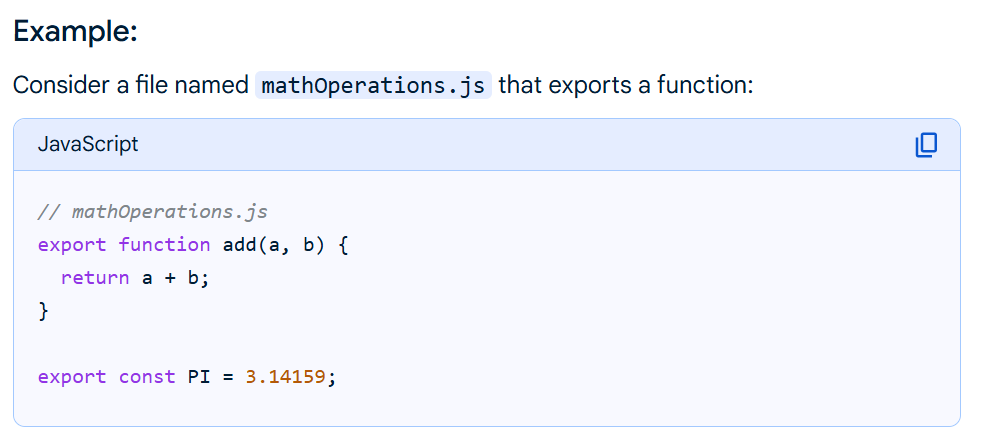 Example:
Consider a file named mathOperations.js that exports a function:
JavaScript
// mathOperations.js
export function add(a, b) {
  return a + b;
}
export const PI = 3.14159;